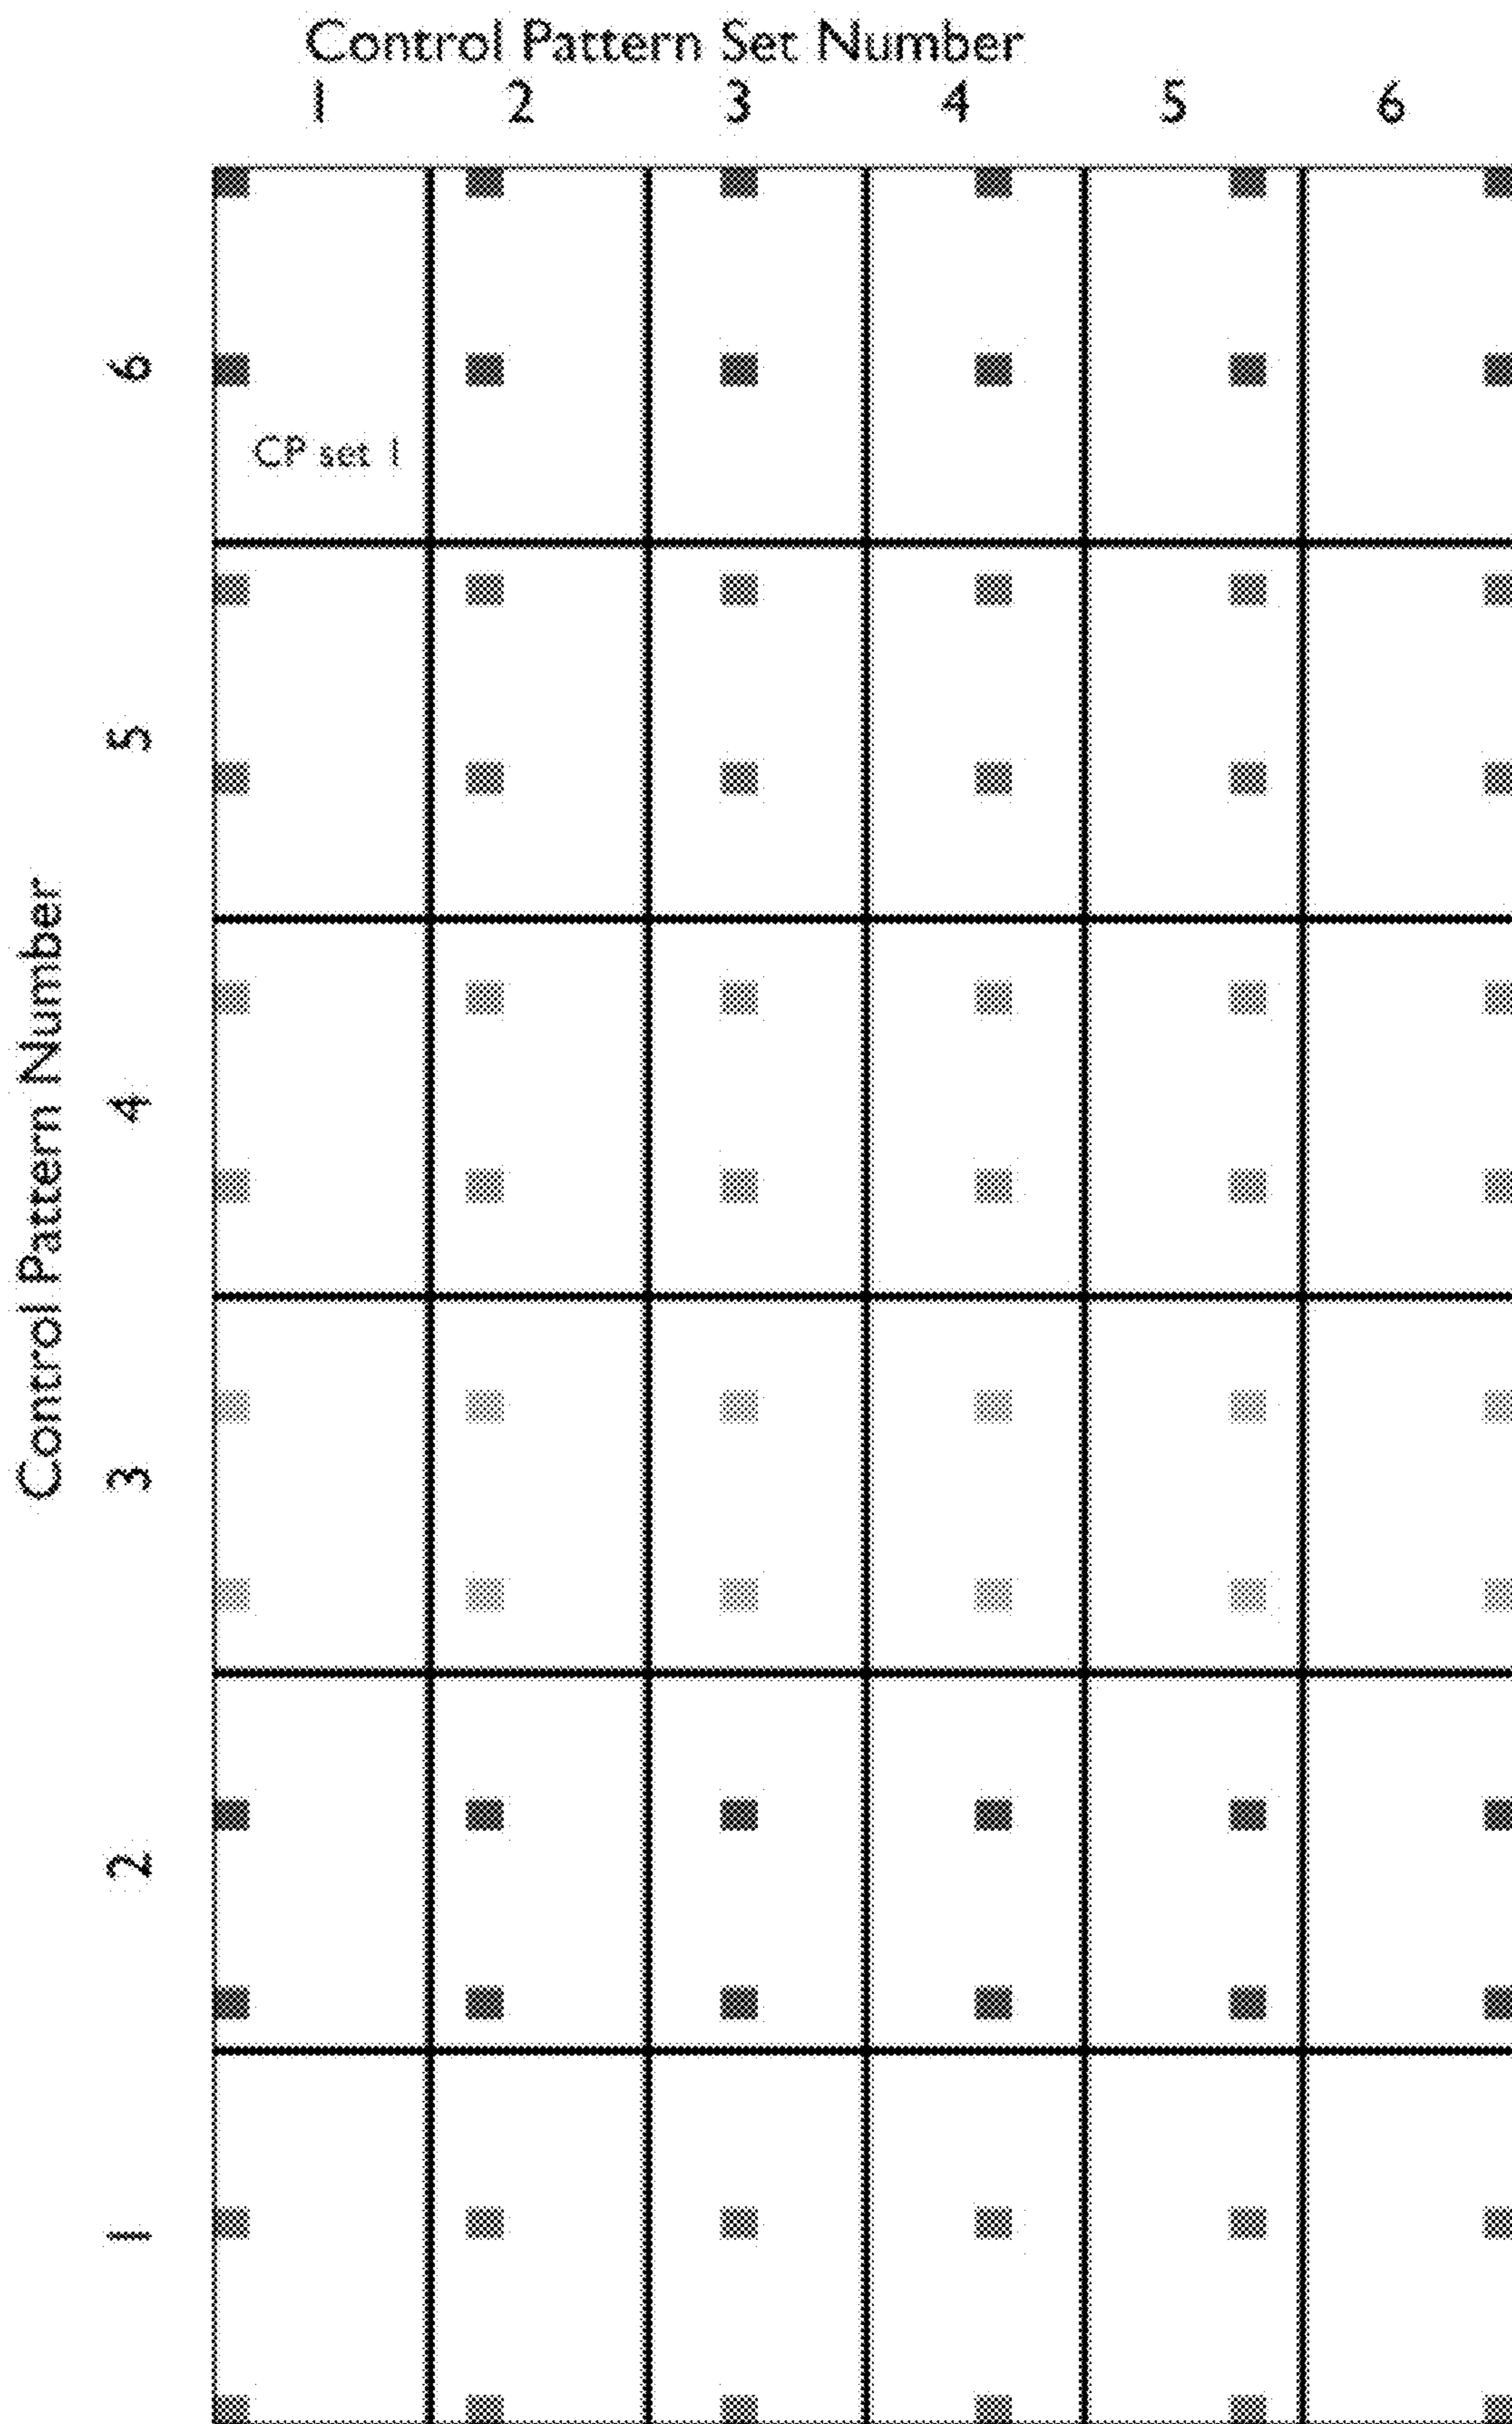 Control Pattern Set Number
1 2 3 4 5 6
Control Pattern Number
6
CP set 1
5
4
3
2
1